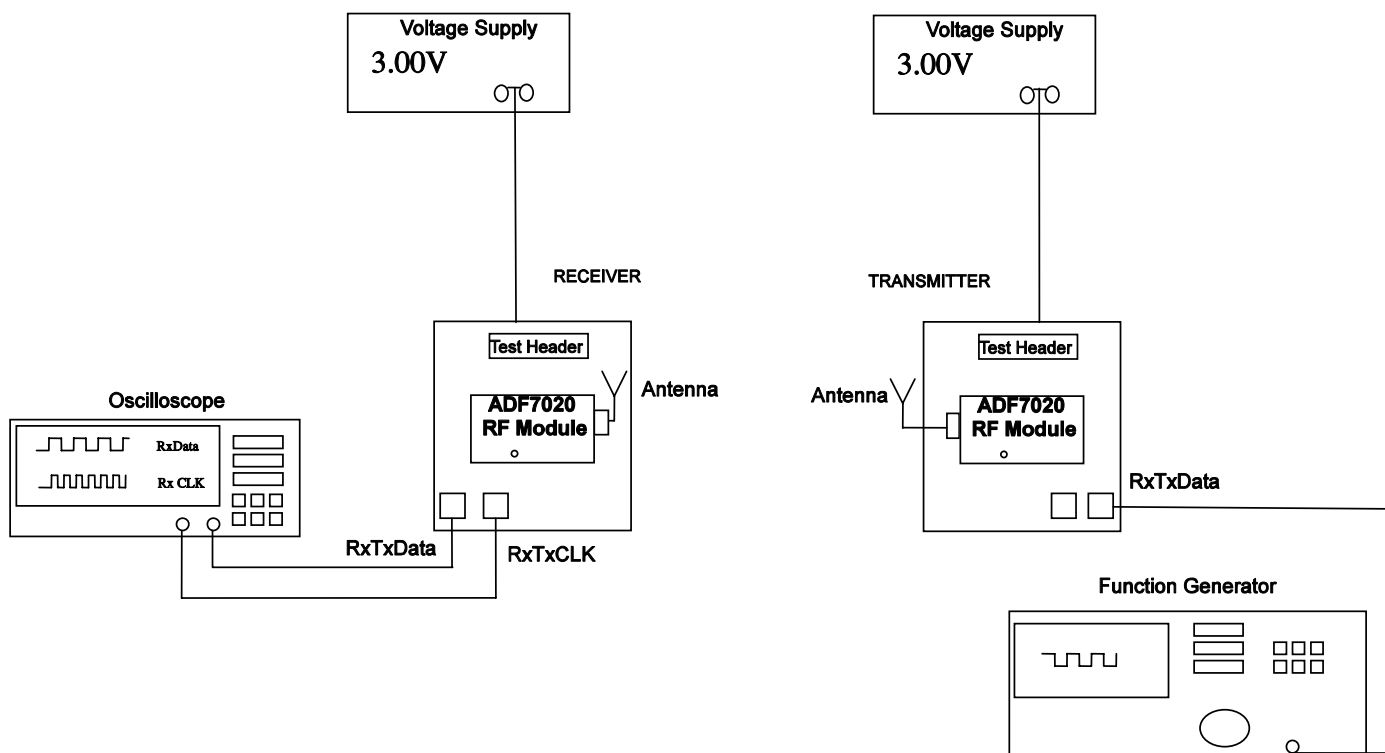 Voltage Supply
3.00V
Voltage Supply
3.00V
RECEIVER
TRANSMITTER
Test Header
Antenna
ADF7020
RF Module
Test Header
Antenna
ADF7020
RF Module
Oscilloscope
RxData
Rx CLK
RxTxData
RxTxCLK
RxTxData
Function Generator